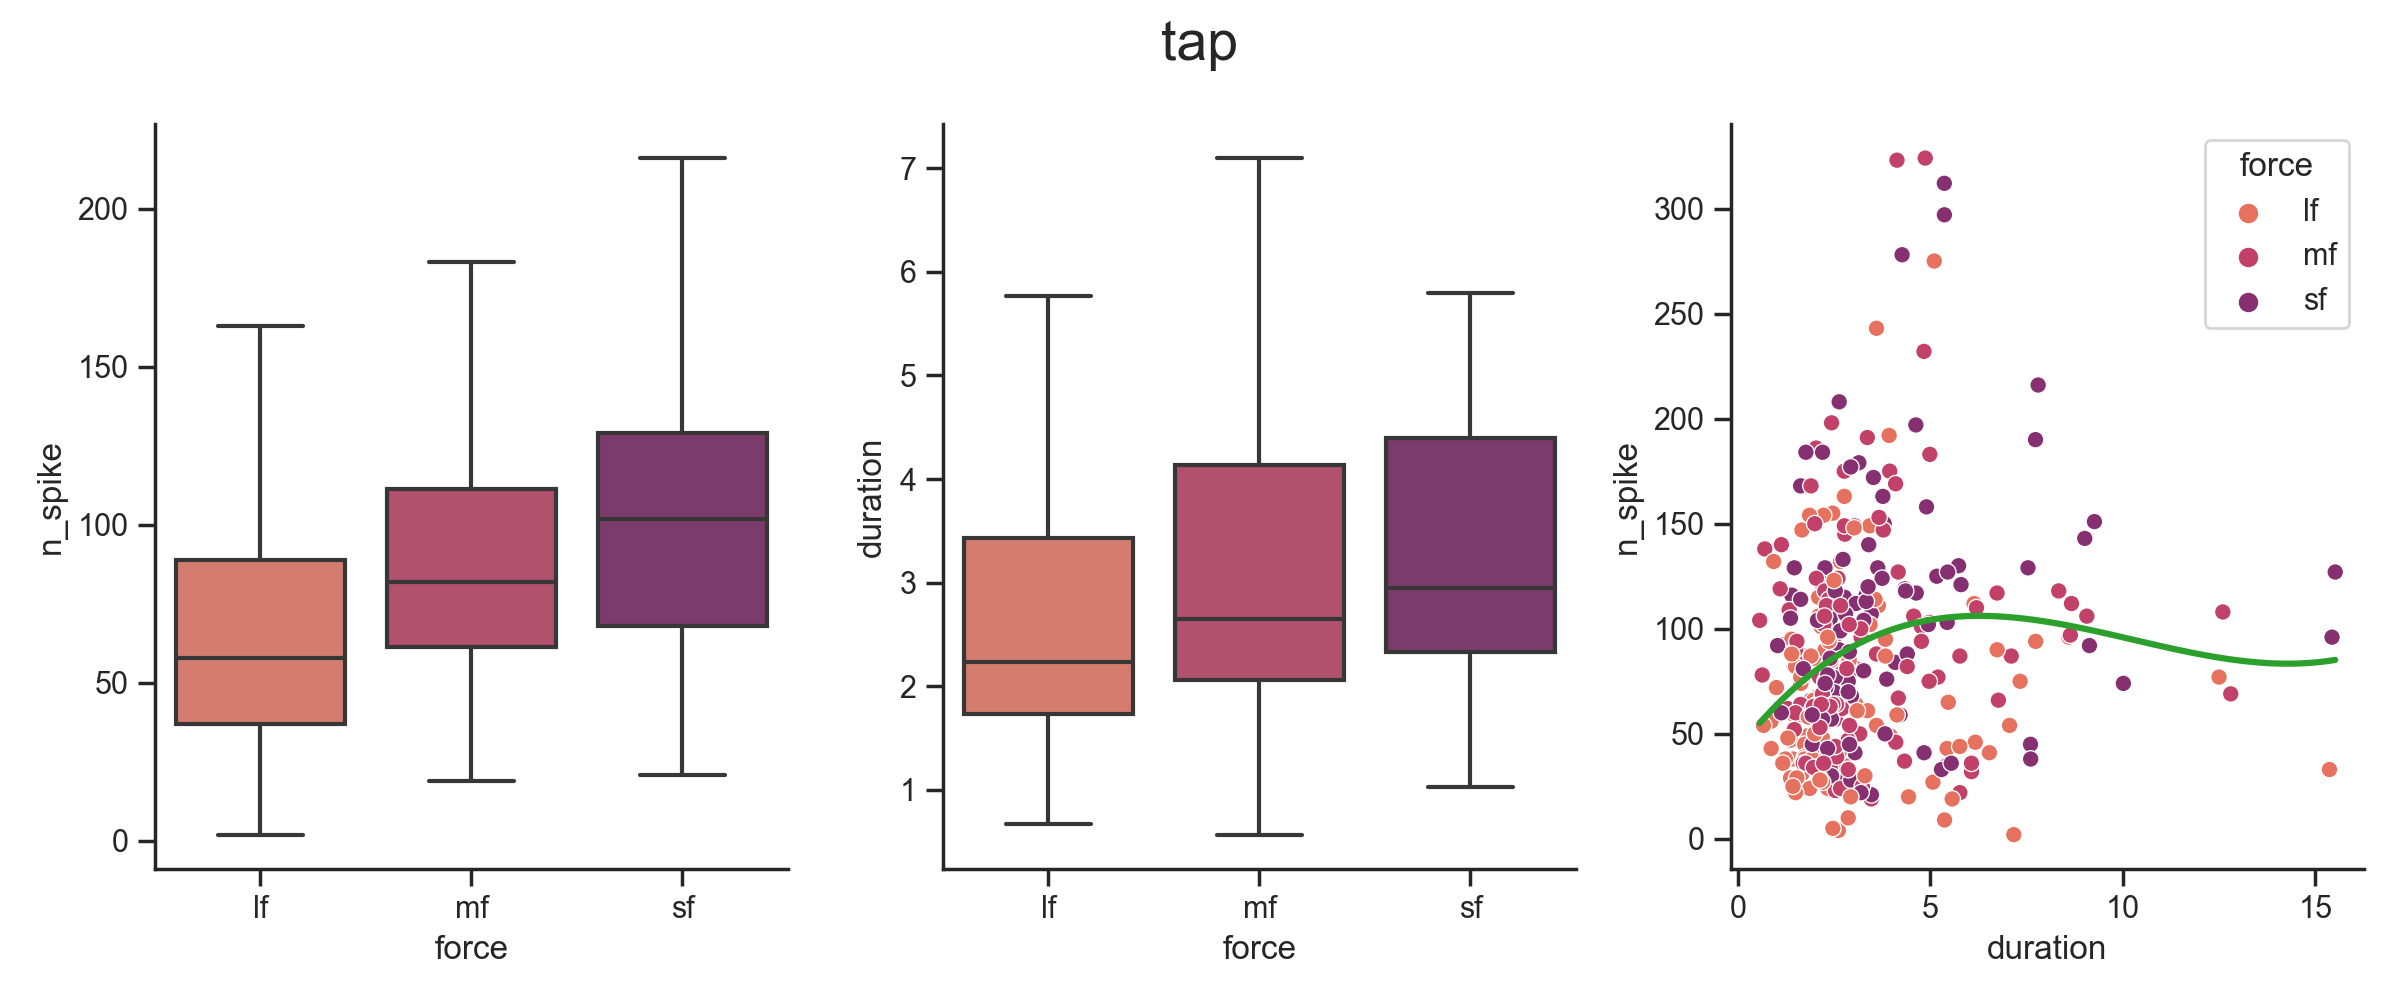 tap
n_spike
200
150
100
50
0
lf
mf
sf
force
duration
7
6
5
4
3
2
1
lf
mf
sf
force
n_spike
300
250
200
150
100
50
0
0
5
10
15
duration
force
lf
mf
sf